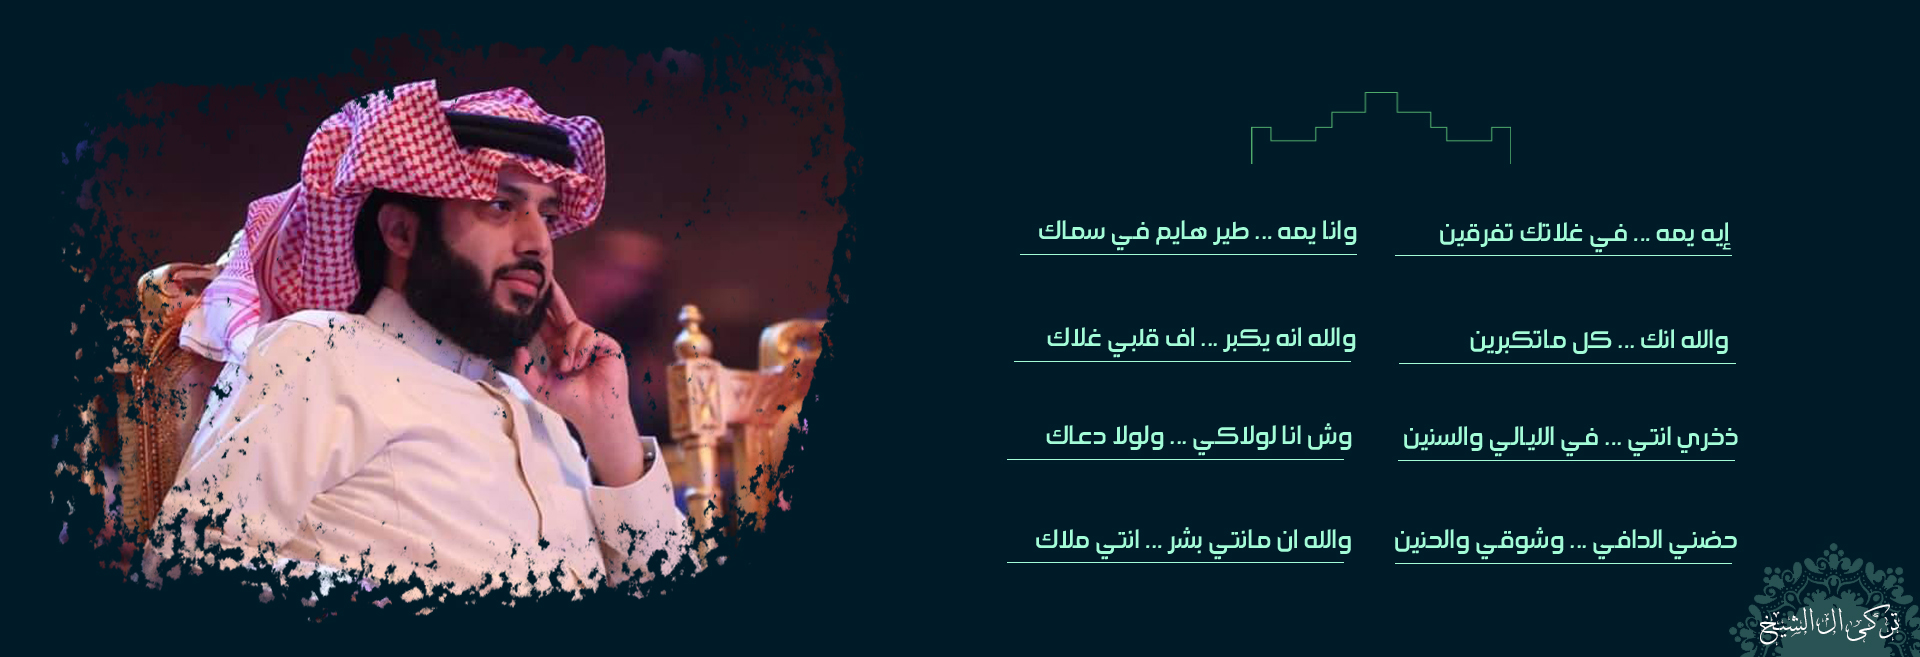 إيه يمه ... في غلاتك تفرقين
وانا يمه ... طير هايم في سماك
والله انك ... كل ماتكبرين
والله انه يكبر ... اف قلبي غلاك
ذخري انتي ... في الليالي والسنين
وش انا لولاكي ... ولولا دعاك
حضني الدافي ... وشوقي والحنين
والله ان مانتي بشر ... انتي ملاك
تركي ال الشيخ